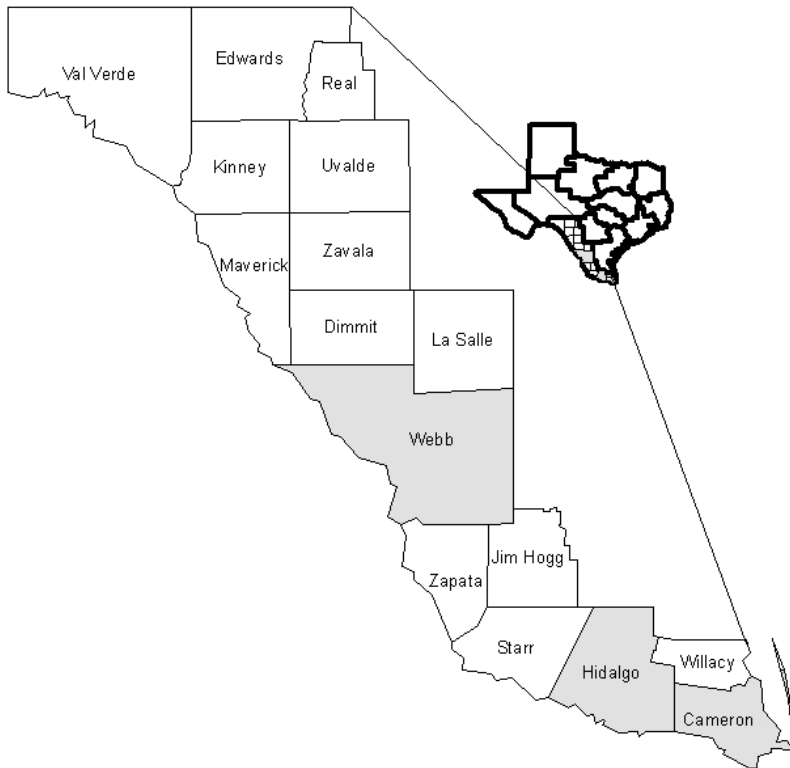 Edwards
Val Verde
Real
Kinney
Uvalde
Zavala
Maverick
Dimmit
La Salle
Webb
Jim Hogg
Zapata
Starr
Willacy
Hidalgo
Cameron